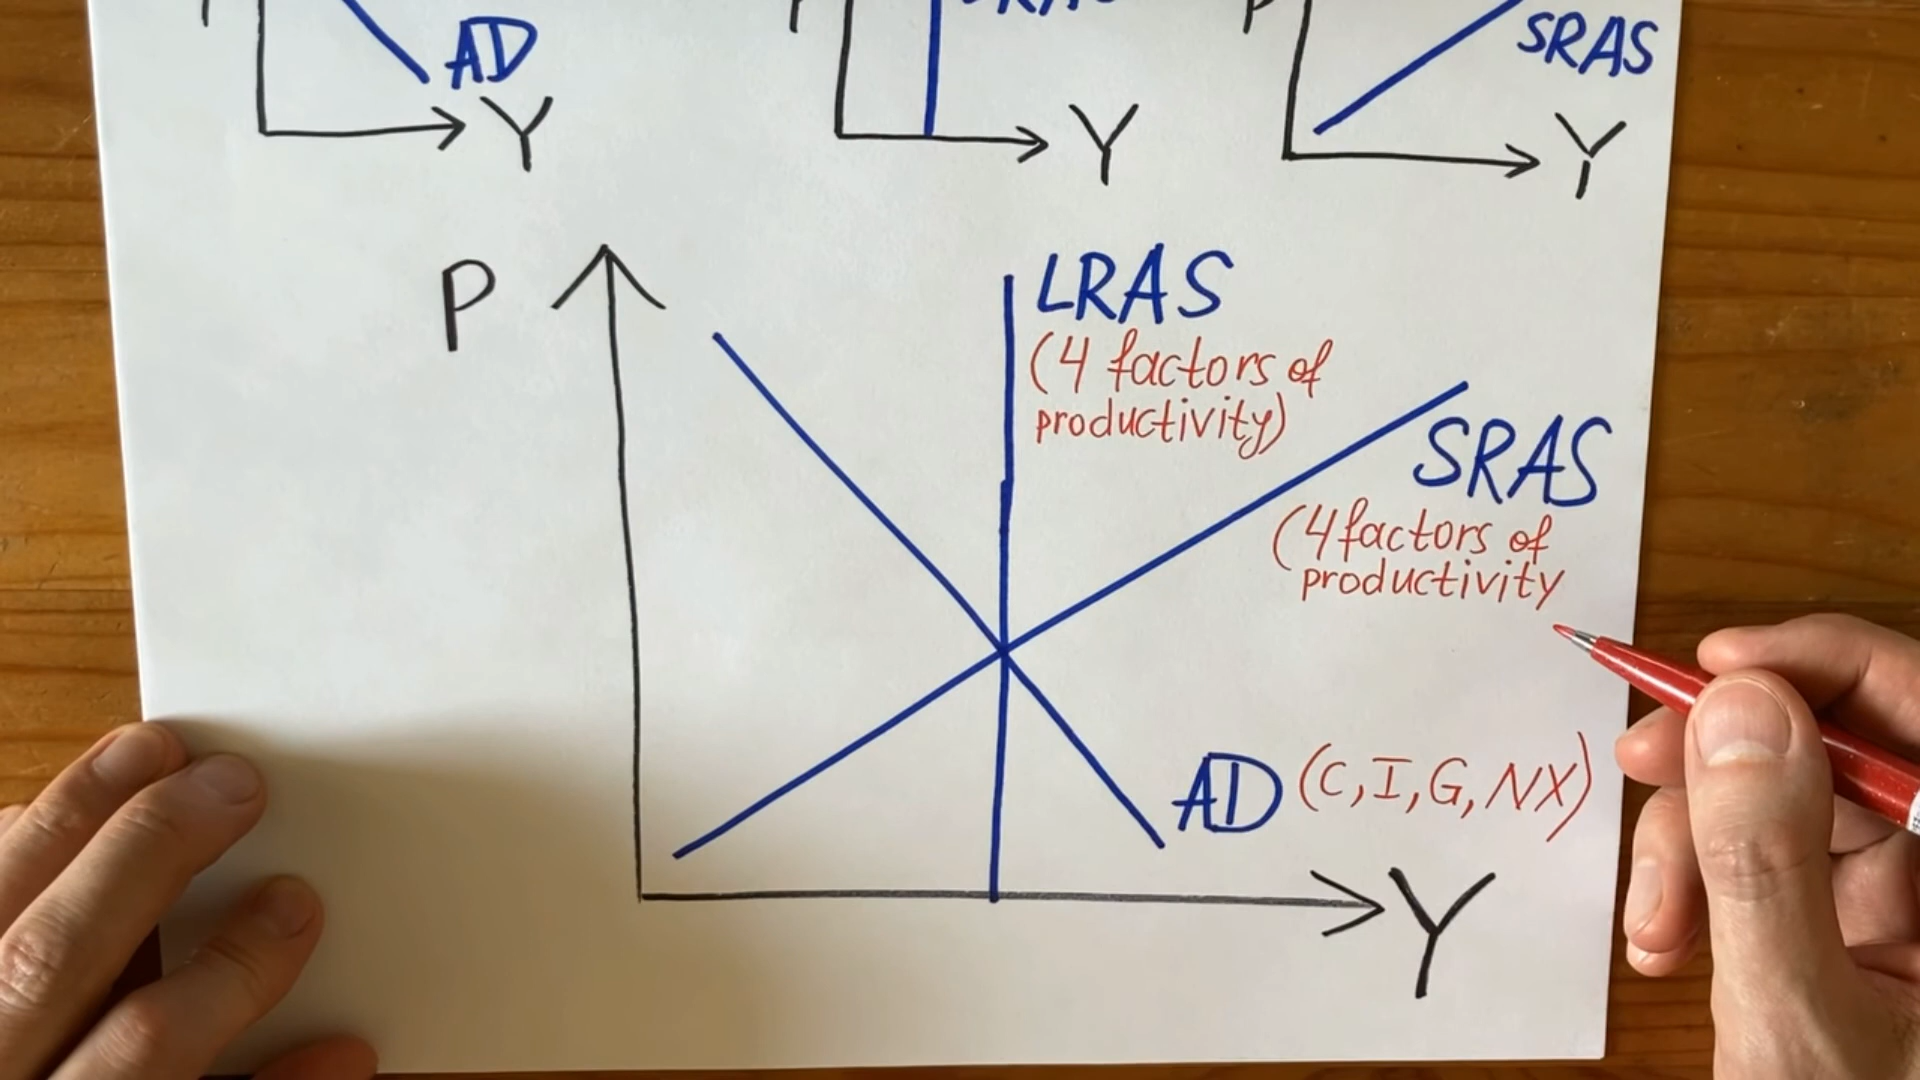 AD
Y
Y
SRAS
Y
P
LRAS
(4 factors of
productivity)
SRAS
(4 factors of
productivity
AD (C, I, G, NX)
Y